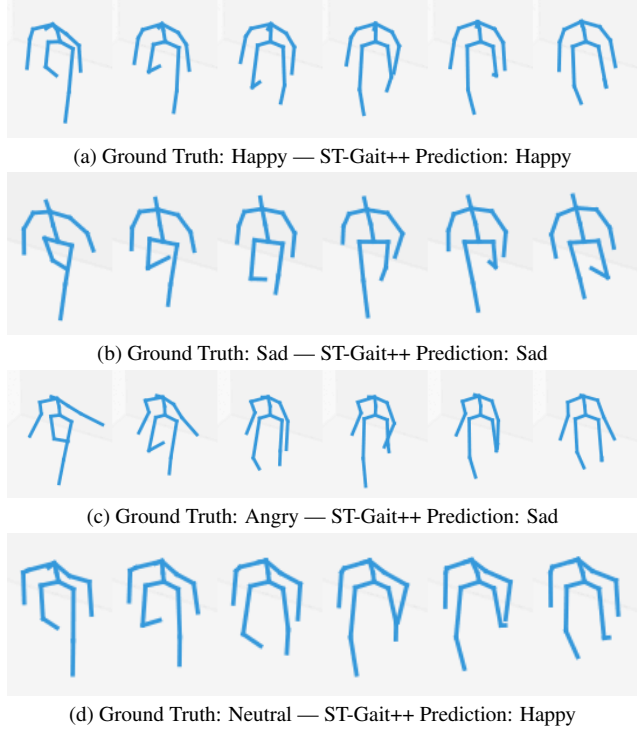 (a) Ground Truth: Happy — ST-Gait++ Prediction: Happy
(b) Ground Truth: Sad — ST-Gait++ Prediction: Sad
(c) Ground Truth: Angry — ST-Gait++ Prediction: Sad
(d) Ground Truth: Neutral — ST-Gait++ Prediction: Happy